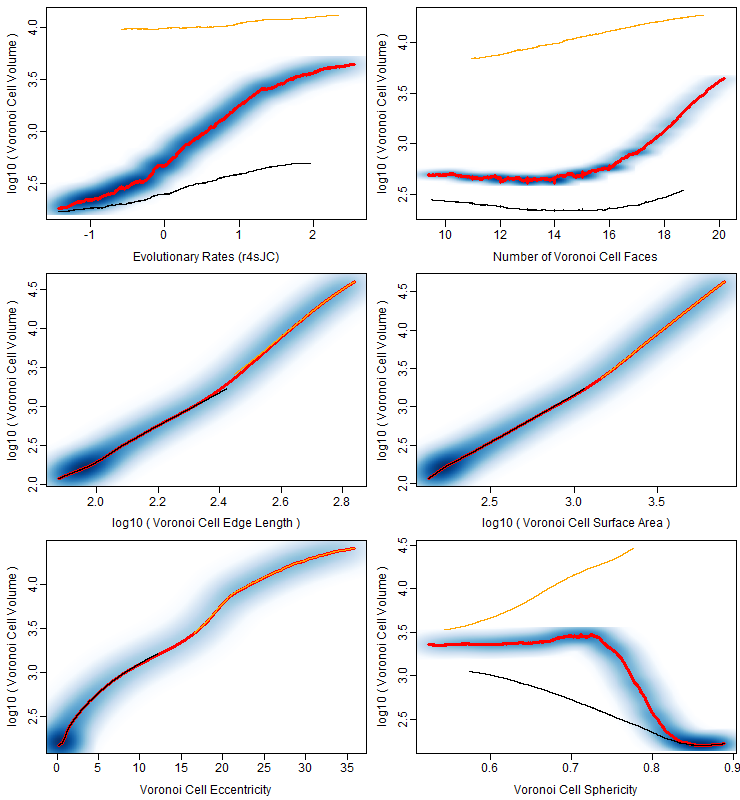 log10 ( Voronoi Cell Volume )
2.5 3.0 3.5 4.0
-1 0 1 2
Evolutionary Rates (r4sJC)
log10 ( Voronoi Cell Volume )
2.5 3.0 3.5 4.0
10 12 14 16 18 20
Number of Voronoi Cell Faces
log10 ( Voronoi Cell Volume )
2.0 2.5 3.0 3.5 4.0 4.5
2.0 2.2 2.4 2.6 2.8
log10 ( Voronoi Cell Edge Length )
log10 ( Voronoi Cell Volume )
2.0 2.5 3.0 3.5 4.0 4.5
2.5 3.0 3.5
log10 ( Voronoi Cell Surface Area )
log10 ( Voronoi Cell Volume )
2.5 3.0 3.5 4.0
0 5 10 15 20 25 30 35
Voronoi Cell Eccentricity
log10 ( Voronoi Cell Volume )
2.5 3.0 3.5 4.0 4.5
0.6 0.7 0.8 0.9
Voronoi Cell Sphericity